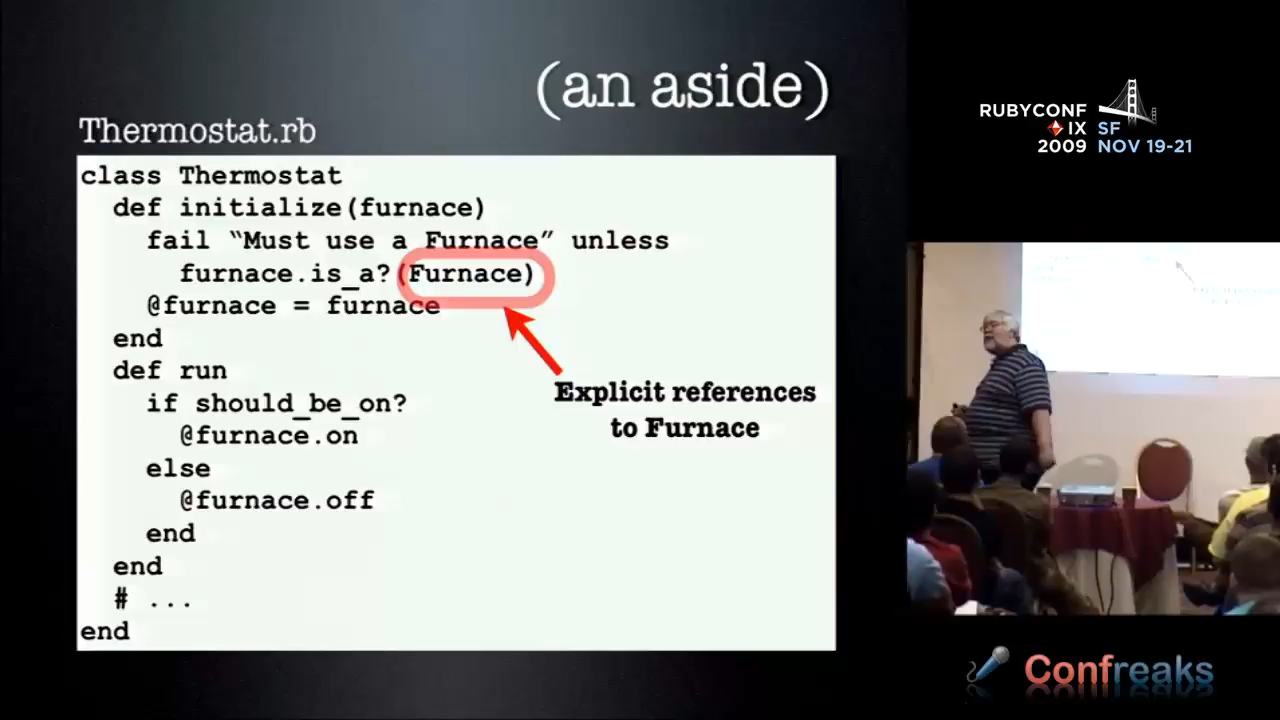 (an aside)
Thermostat.rb
class Thermostat
  def initialize(furnace)
    fail “Must use a Furnace” unless
      furnace.is_a?(Furnace)
    @furnace = furnace
  end
  def run
    if should_be_on?
      @furnace.on
    else
      @furnace.off
    end
  end
  # ...
end
Explicit references
to Furnace
RUBYCONF
IX SF
2009 NOV 19-21
Confreaks